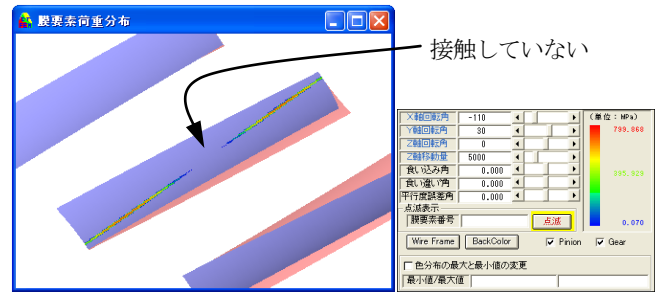 膜要素荷重分布
接触していない
X軸回転角 -110
Y軸回転角 30
Z軸回転角 0
Z軸移動量 5000
食い込み角 0.000
食い違い角 0.000
平行度誤差角 0.000
点滅表示
膜要素番号 点滅
(単位:MPa)
799.868
0.070
Wire Frame BackColor Pinion Gear
色分布の最大と最小値の変更
最小値/最大値